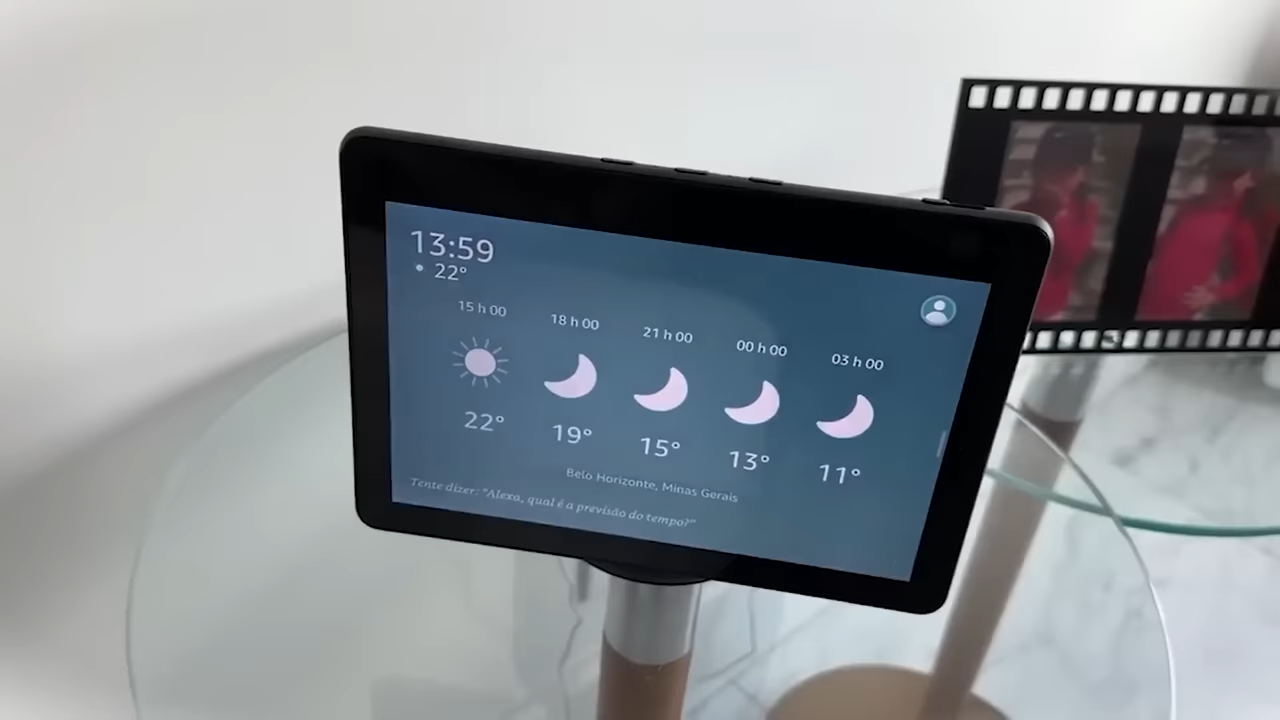 13:59
22°
15 h 00 18 h 00 21 h 00 00 h 00 03 h 00
22° 19° 15° 13° 11°
Belo Horizonte, Minas Gerais
Tente dizer: "Alexa, qual é a previsão do tempo?"